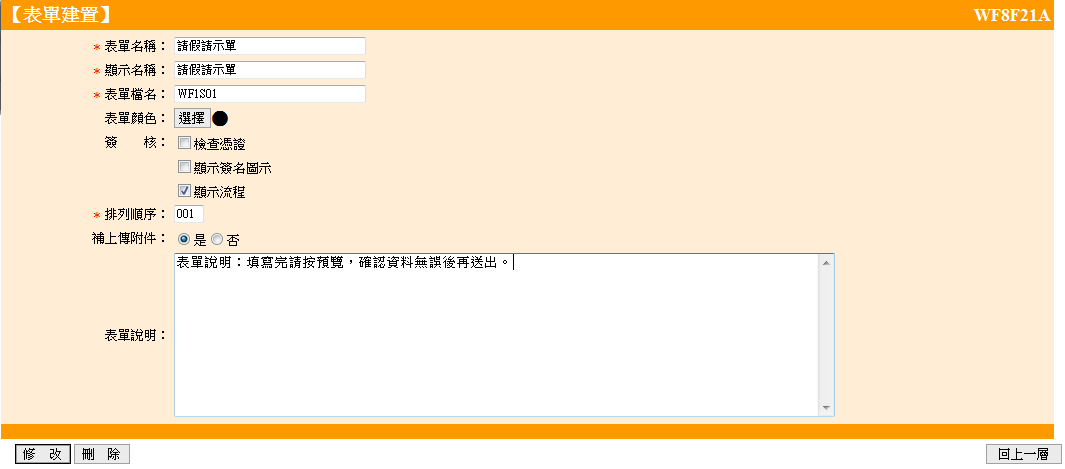 【表單建置】 WF8F21A
* 表單名稱： 請假請示單
* 顯示名稱： 請假請示單
* 表單檔名： WF1S01
表單顏色： 選擇
簽 核： 檢查憑證
顯示簽名圖示
顯示流程
* 排列順序： 001
補上傳附件： 是 否
表單說明：填寫完請按預覽，確認資料無誤後再送出。
表單說明：
修 改 刪 除 回上一層